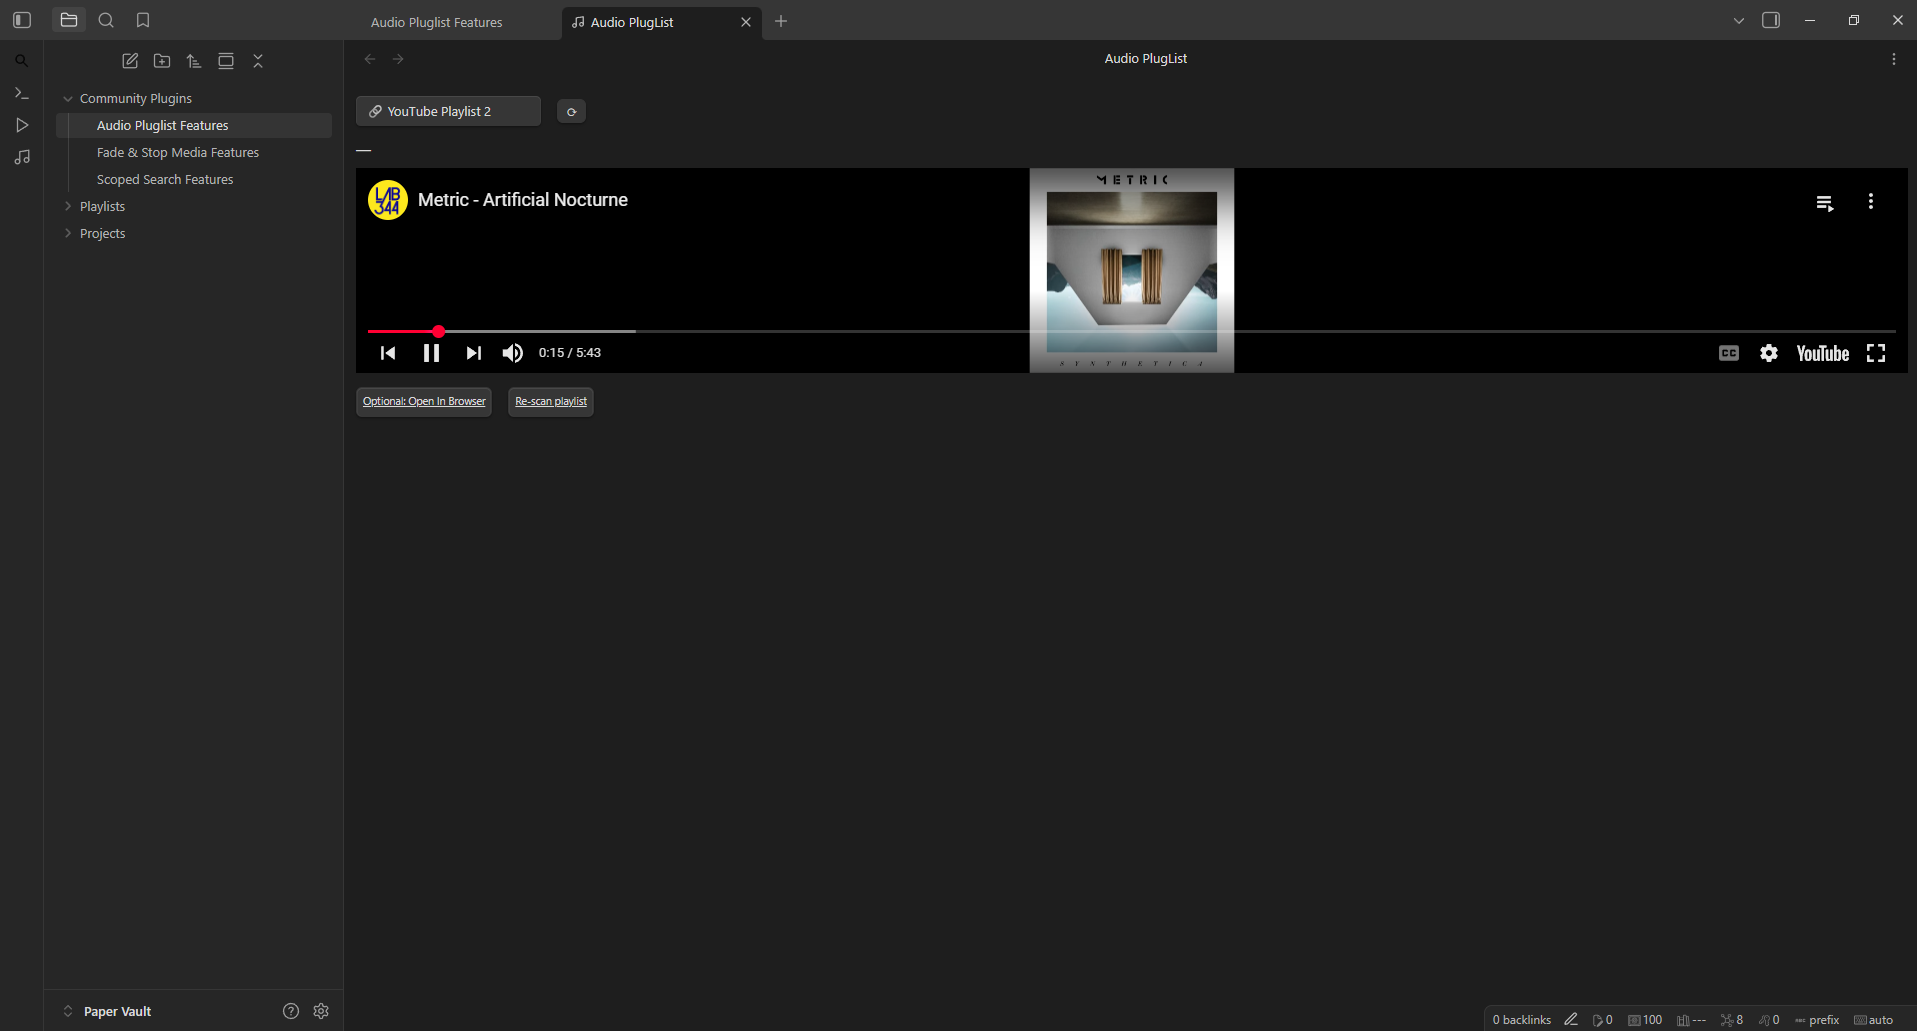 Audio Pluglist Features
Audio PlugList
Audio PlugList
Community Plugins
Audio Pluglist Features
Fade & Stop Media Features
Scoped Search Features
Playlists
Projects
YouTube Playlist 2
—
LAB
344
Metric - Artificial Nocturne
METRIC
SYNTHETICA
0:15 / 5:43
CC
YouTube
Optional: Open In Browser
Re-scan playlist
Paper Vault
0 backlinks
0
100
---
8
0
prefix
auto